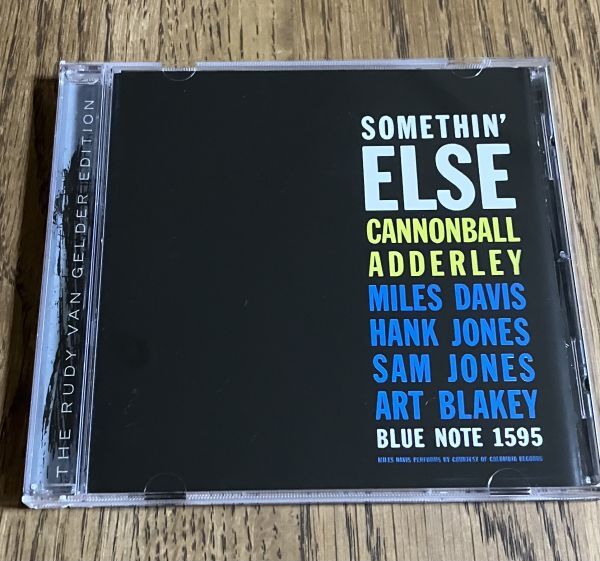 THE RUDY VAN GELDER EDITION
SOMETHIN'
ELSE
CANNONBALL
ADDERLEY
MILES DAVIS
HANK JONES
SAM JONES
ART BLAKEY
BLUE NOTE 1595
MILES DAVIS PERFORMS BY COURTESY OF COLUMBIA RECORDS